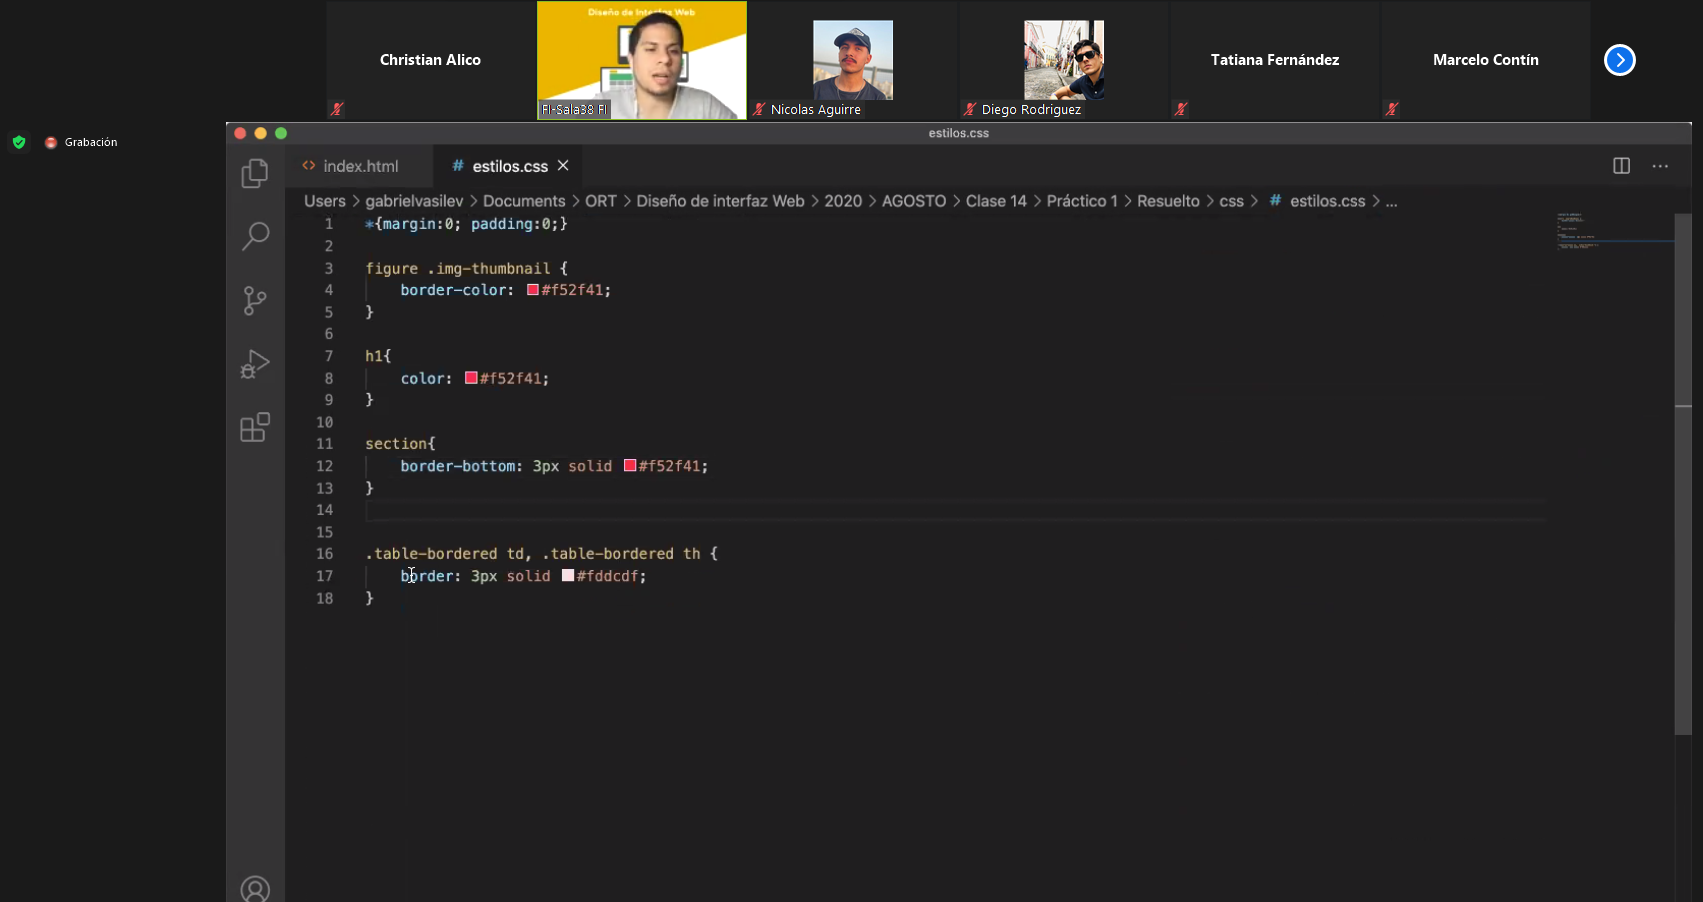 Diseño de Interfaz Web
Christian Alico
FI-Sala38 FI
Nicolas Aguirre
Diego Rodriguez
Tatiana Fernández
Marcelo Contín
Grabación
estilos.css
<> index.html
# estilos.css ×
Users > gabrielvasilev > Documents > ORT > Diseño de interfaz Web > 2020 > AGOSTO > Clase 14 > Práctico 1 > Resuelto > css > # estilos.css > ...
1 *{margin:0; padding:0;}
2
3 figure .img-thumbnail {
4 border-color: #f52f41;
5 }
6
7 h1{
8 color: #f52f41;
9 }
10
11 section{
12 border-bottom: 3px solid #f52f41;
13 }
14
15
16 .table-bordered td, .table-bordered th {
17 border: 3px solid #fddcdf;
18 }